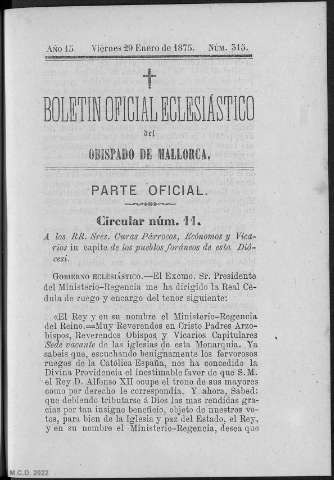 Año 15. Viernes 29 Enero de 1875. Núm. 315.
BOLETIN OFICIAL ECLESIÁSTICO
del
OBISPADO DE MALLORCA.
PARTE OFICIAL.
Circular núm. 11.
A los RR. Sres. Curas Párrocos, Ecónomos y Vica-
rios in capite de los pueblos foráneos de esta Dió-
cesi.
Gobierno eclesiástico.—El Excmo. Sr. Presidente
del Ministerio-Regencia me ha dirigido la Real Cé-
dula de ruego y encargo del tenor siguiente:
«El Rey y en su nombre el Ministerio-Regencia
del Reino.—Muy Reverendos en Cristo Padres Arzo-
bispos, Reverendos Obispos y Vicarios Capitulares
Sede vacante de las iglesias de esta Monarquía. Ya
sabeis que, escuchando benignamente los fervorosos
ruegos de la Católica España, nos ha concedido la
Divina Providencia el inestimable favor de que S. M.
el Rey D. Alfonso XII ocupe el trono de sus mayores
como por derecho le corresponde. Y ahora, Sabed:
que debiendo tributarse á Dios las mas rendidas gra-
cias por tan insigne beneficio, objeto de nuestros vo-
tos, para bien de la Iglesia y paz del Estado, el Rey,
y en su nombre el Ministerio-Regencia, desea que
M.C.D. 2022